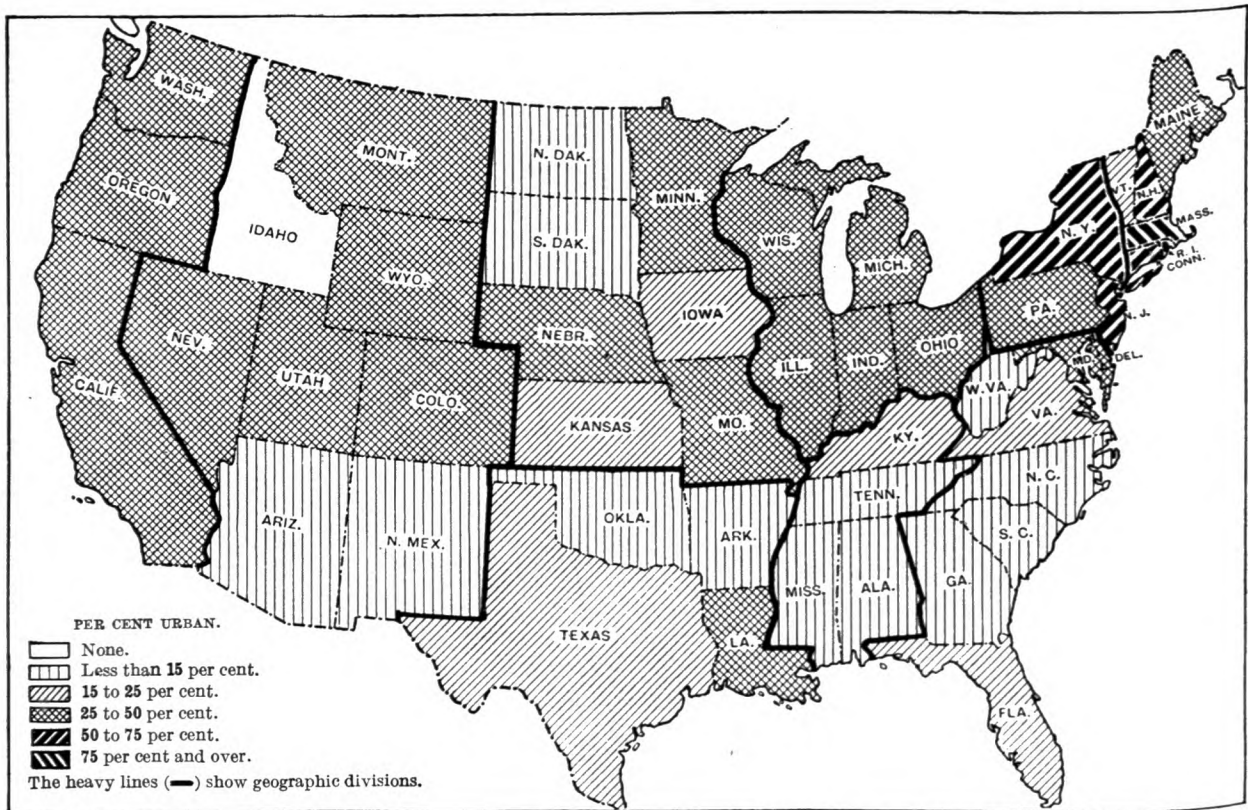 WASH.
OREGON
CALIF.
IDAHO
NEV.
MONT.
WYO.
UTAH
COLO.
ARIZ.
N. MEX.
N. DAK.
S. DAK.
NEBR.
KANSAS
OKLA.
TEXAS
MINN.
IOWA
MO.
ARK.
LA.
WIS.
MICH.
ILL.
IND.
OHIO
KY.
TENN.
MISS.
ALA.
GA.
FLA.
S. C.
N. C.
VA.
W. VA.
MD.
DEL.
PA.
N. J.
N. Y.
CONN.
R. I.
MASS.
VT.
N.H.
MAINE
PER CENT URBAN.
None.
Less than 15 per cent.
15 to 25 per cent.
25 to 50 per cent.
50 to 75 per cent.
75 per cent and over.
The heavy lines (━) show geographic divisions.